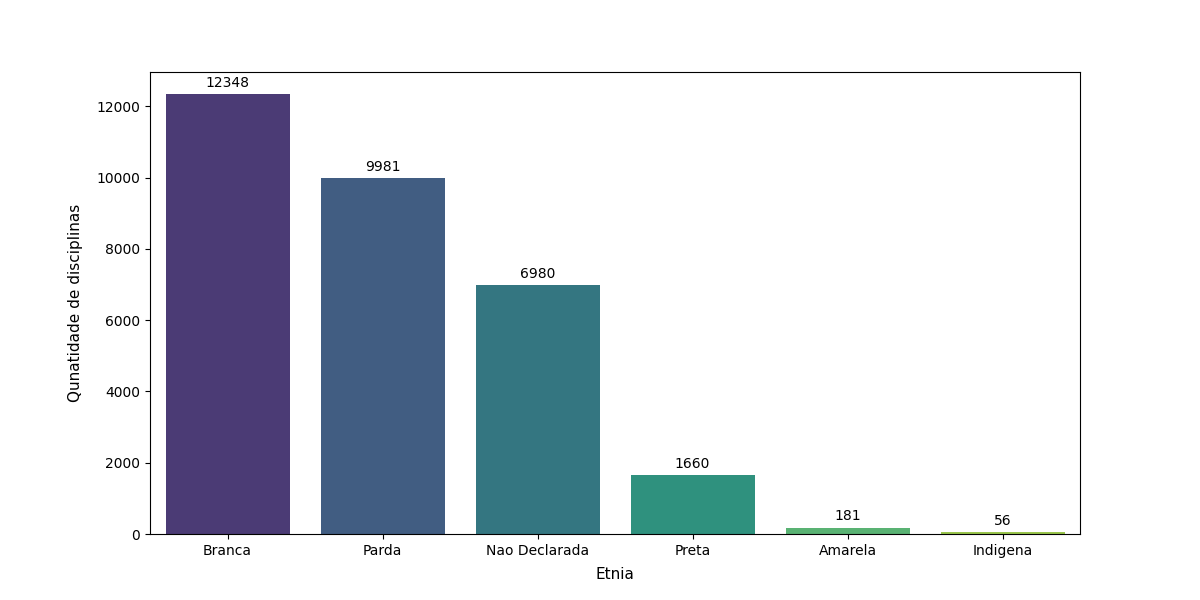 12348
9981
6980
1660
181
56
12000
10000
8000
6000
4000
2000
0
Qunatidade de disciplinas
Branca
Parda
Nao Declarada
Preta
Amarela
Indigena
Etnia